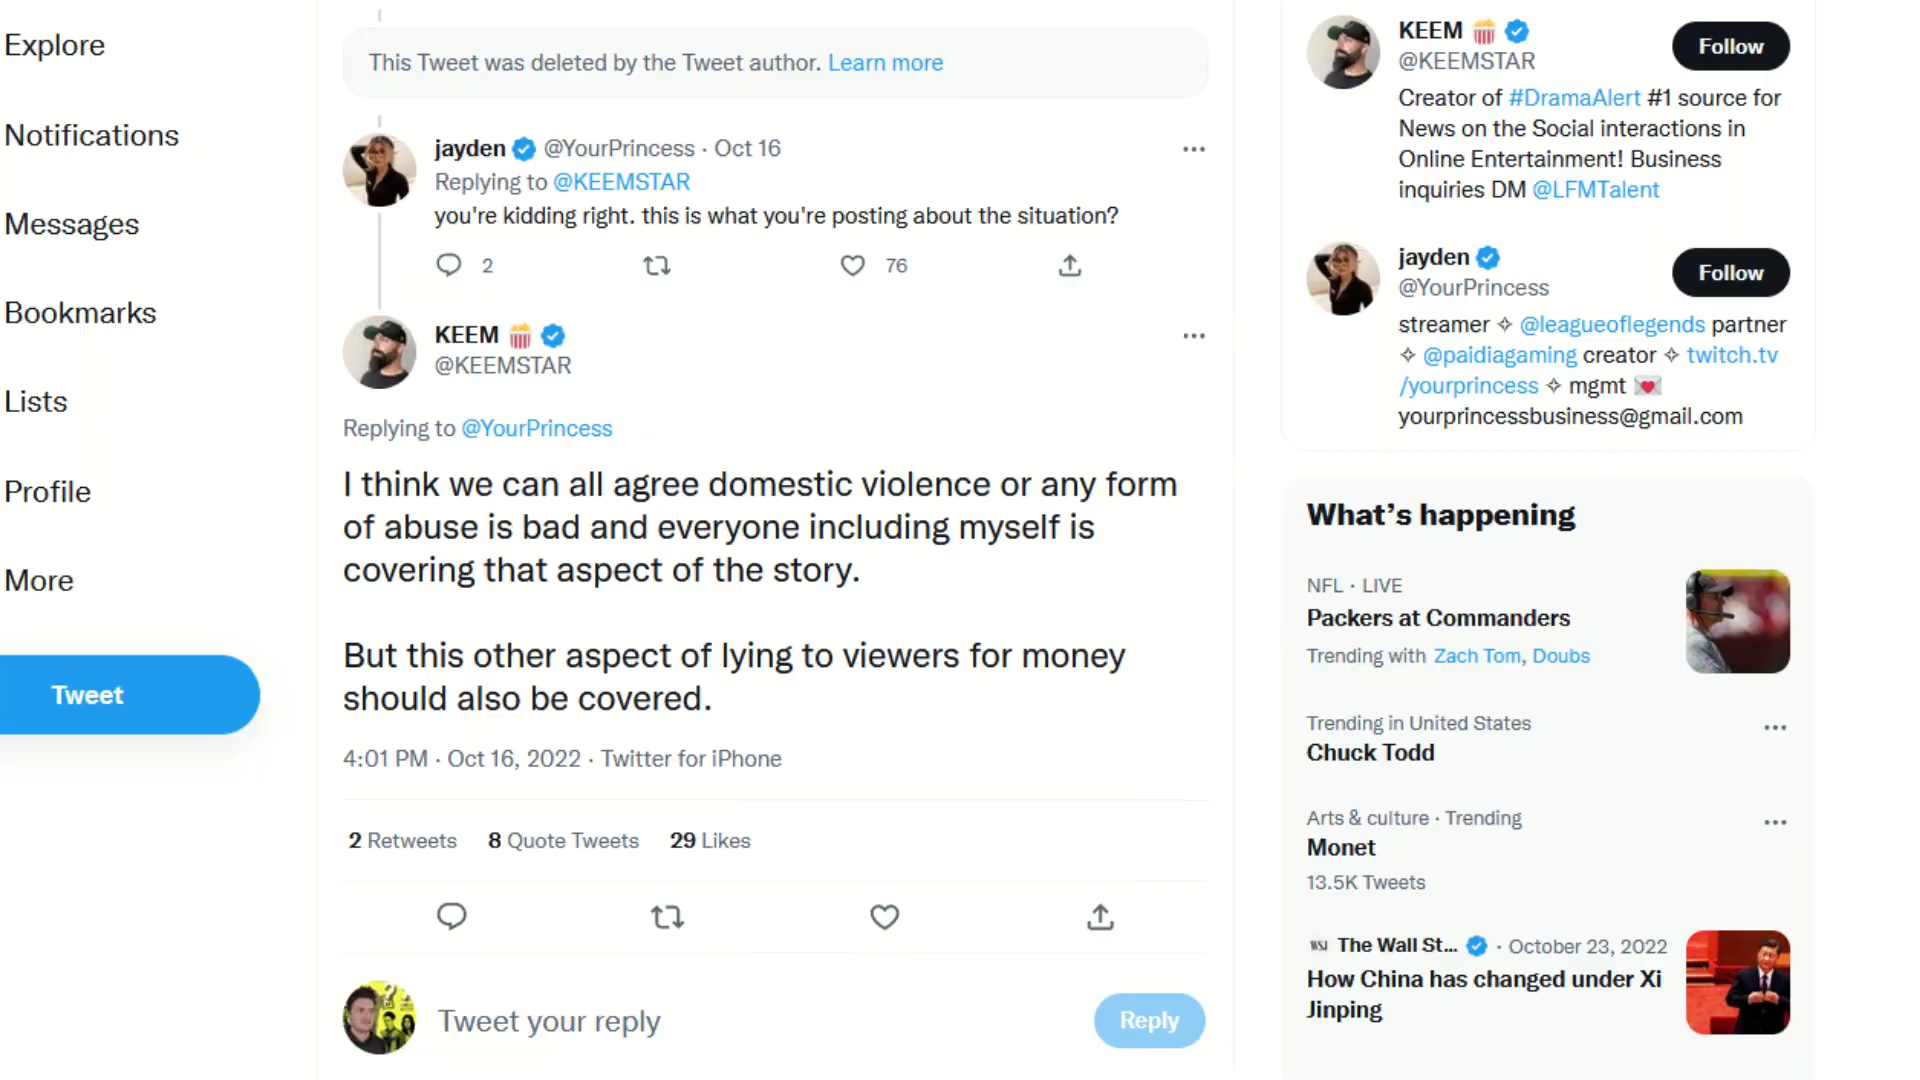 Explore
Notifications
Messages
Bookmarks
Lists
Profile
More
Tweet
This Tweet was deleted by the Tweet author. Learn more
jayden @YourPrincess · Oct 16
Replying to @KEEMSTAR
you're kidding right. this is what you're posting about the situation?
2 76
KEEM
@KEEMSTAR
Replying to @YourPrincess
I think we can all agree domestic violence or any form
of abuse is bad and everyone including myself is
covering that aspect of the story.
But this other aspect of lying to viewers for money
should also be covered.
4:01 PM · Oct 16, 2022 · Twitter for iPhone
2 Retweets 8 Quote Tweets 29 Likes
Tweet your reply
Reply
KEEM
@KEEMSTAR
Follow
Creator of #DramaAlert #1 source for
News on the Social interactions in
Online Entertainment! Business
inquiries DM @LFMTalent
jayden
@YourPrincess
Follow
streamer ✧ @leagueoflegends partner
✧ @paidiagaming creator ✧ twitch.tv
/yourprincess ✧ mgmt 💌
yourprincessbusiness@gmail.com
What's happening
NFL · LIVE
Packers at Commanders
Trending with Zach Tom, Doubs
Trending in United States
Chuck Todd
Arts & culture · Trending
Monet
13.5K Tweets
WSJ The Wall St... · October 23, 2022
How China has changed under Xi
Jinping